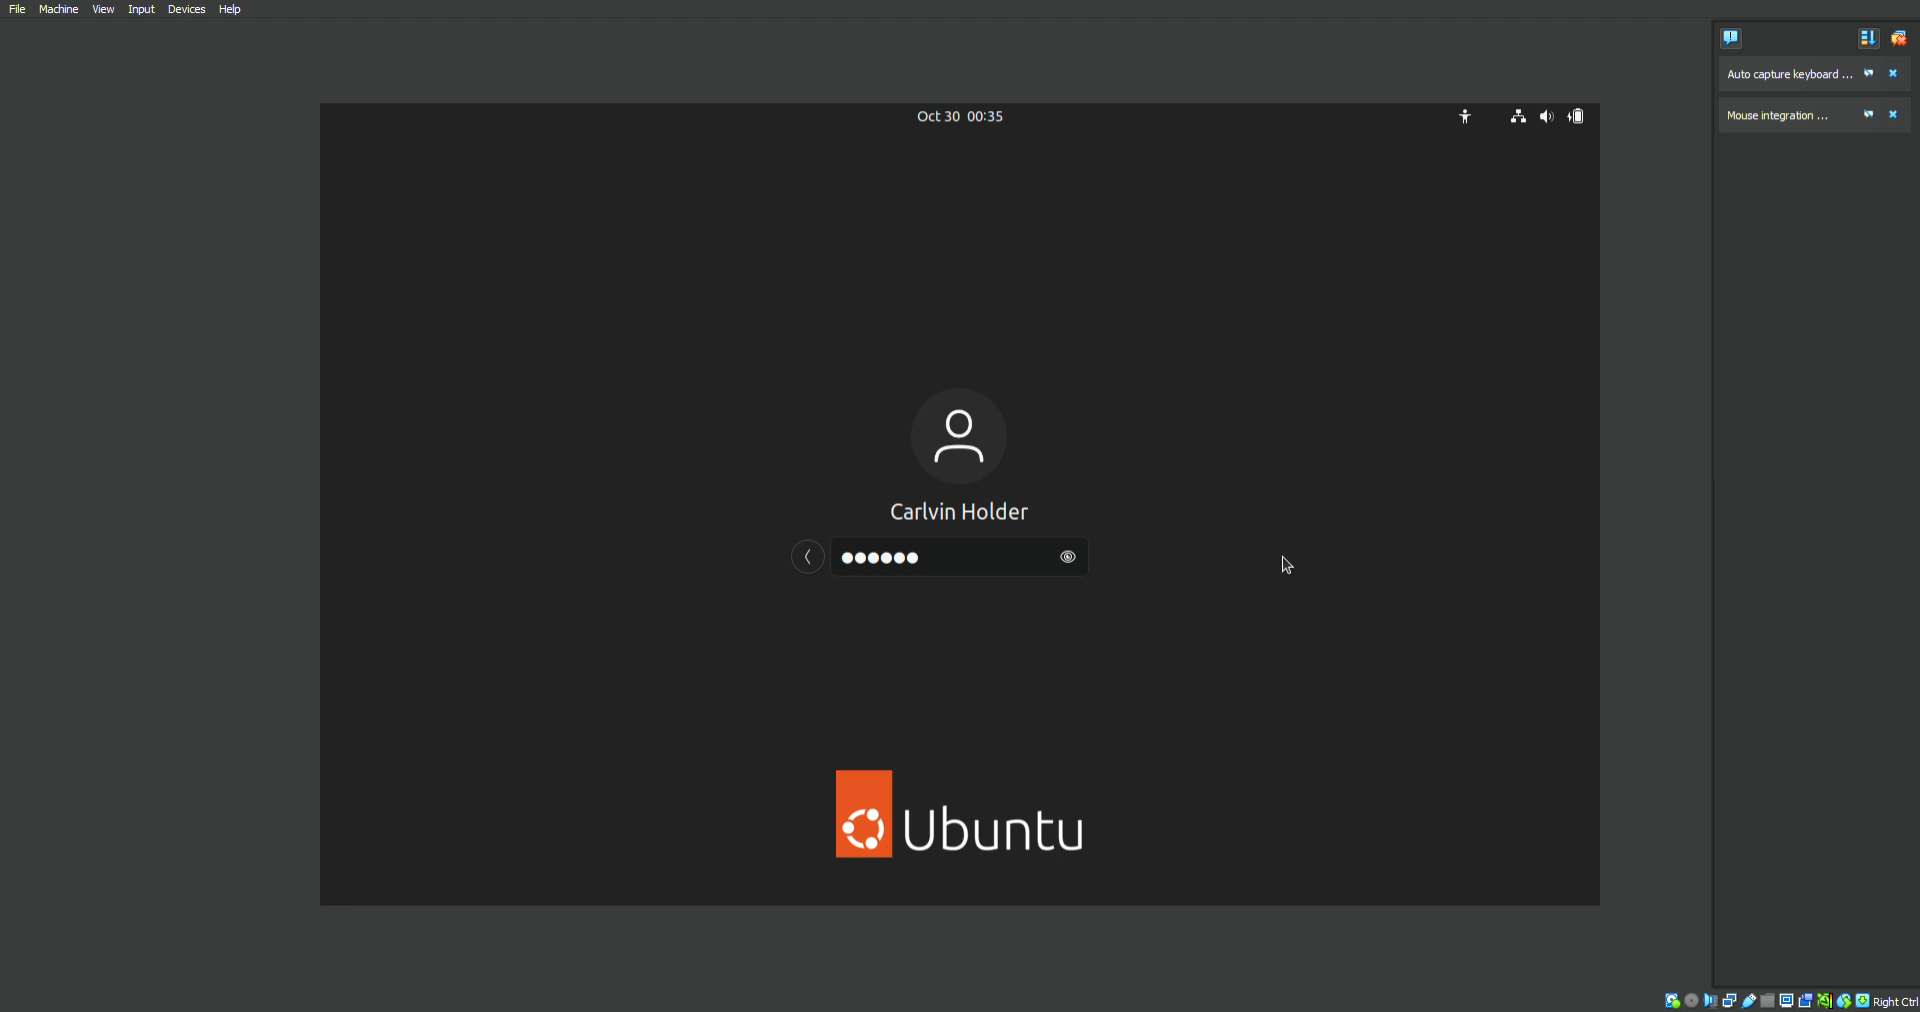 File Machine View Input Devices Help
Auto capture keyboard ...
Mouse integration ...
Oct 30 00:35
Carlvin Holder
Ubuntu
Right Ctrl